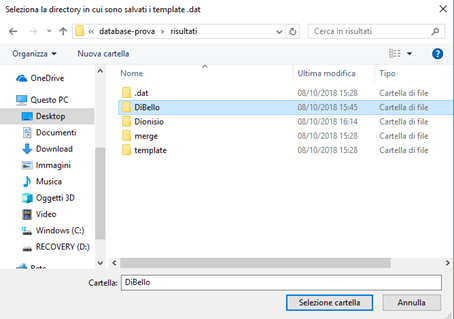 Seleziona la directory in cui sono salvati i template .dat
« database-prova › risultati
Cerca in risultati
Organizza
Nuova cartella
OneDrive
Questo PC
Desktop
Documenti
Download
Immagini
Musica
Oggetti 3D
Video
Windows (C:)
RECOVERY (D:)
Nome Ultima modifica Tipo
.dat 08/10/2018 15:28 Cartella di file
DiBello 08/10/2018 15:45 Cartella di file
Dionisio 08/10/2018 16:14 Cartella di file
merge 08/10/2018 15:28 Cartella di file
template 08/10/2018 15:28 Cartella di file
Cartella: DiBello
Selezione cartella Annulla